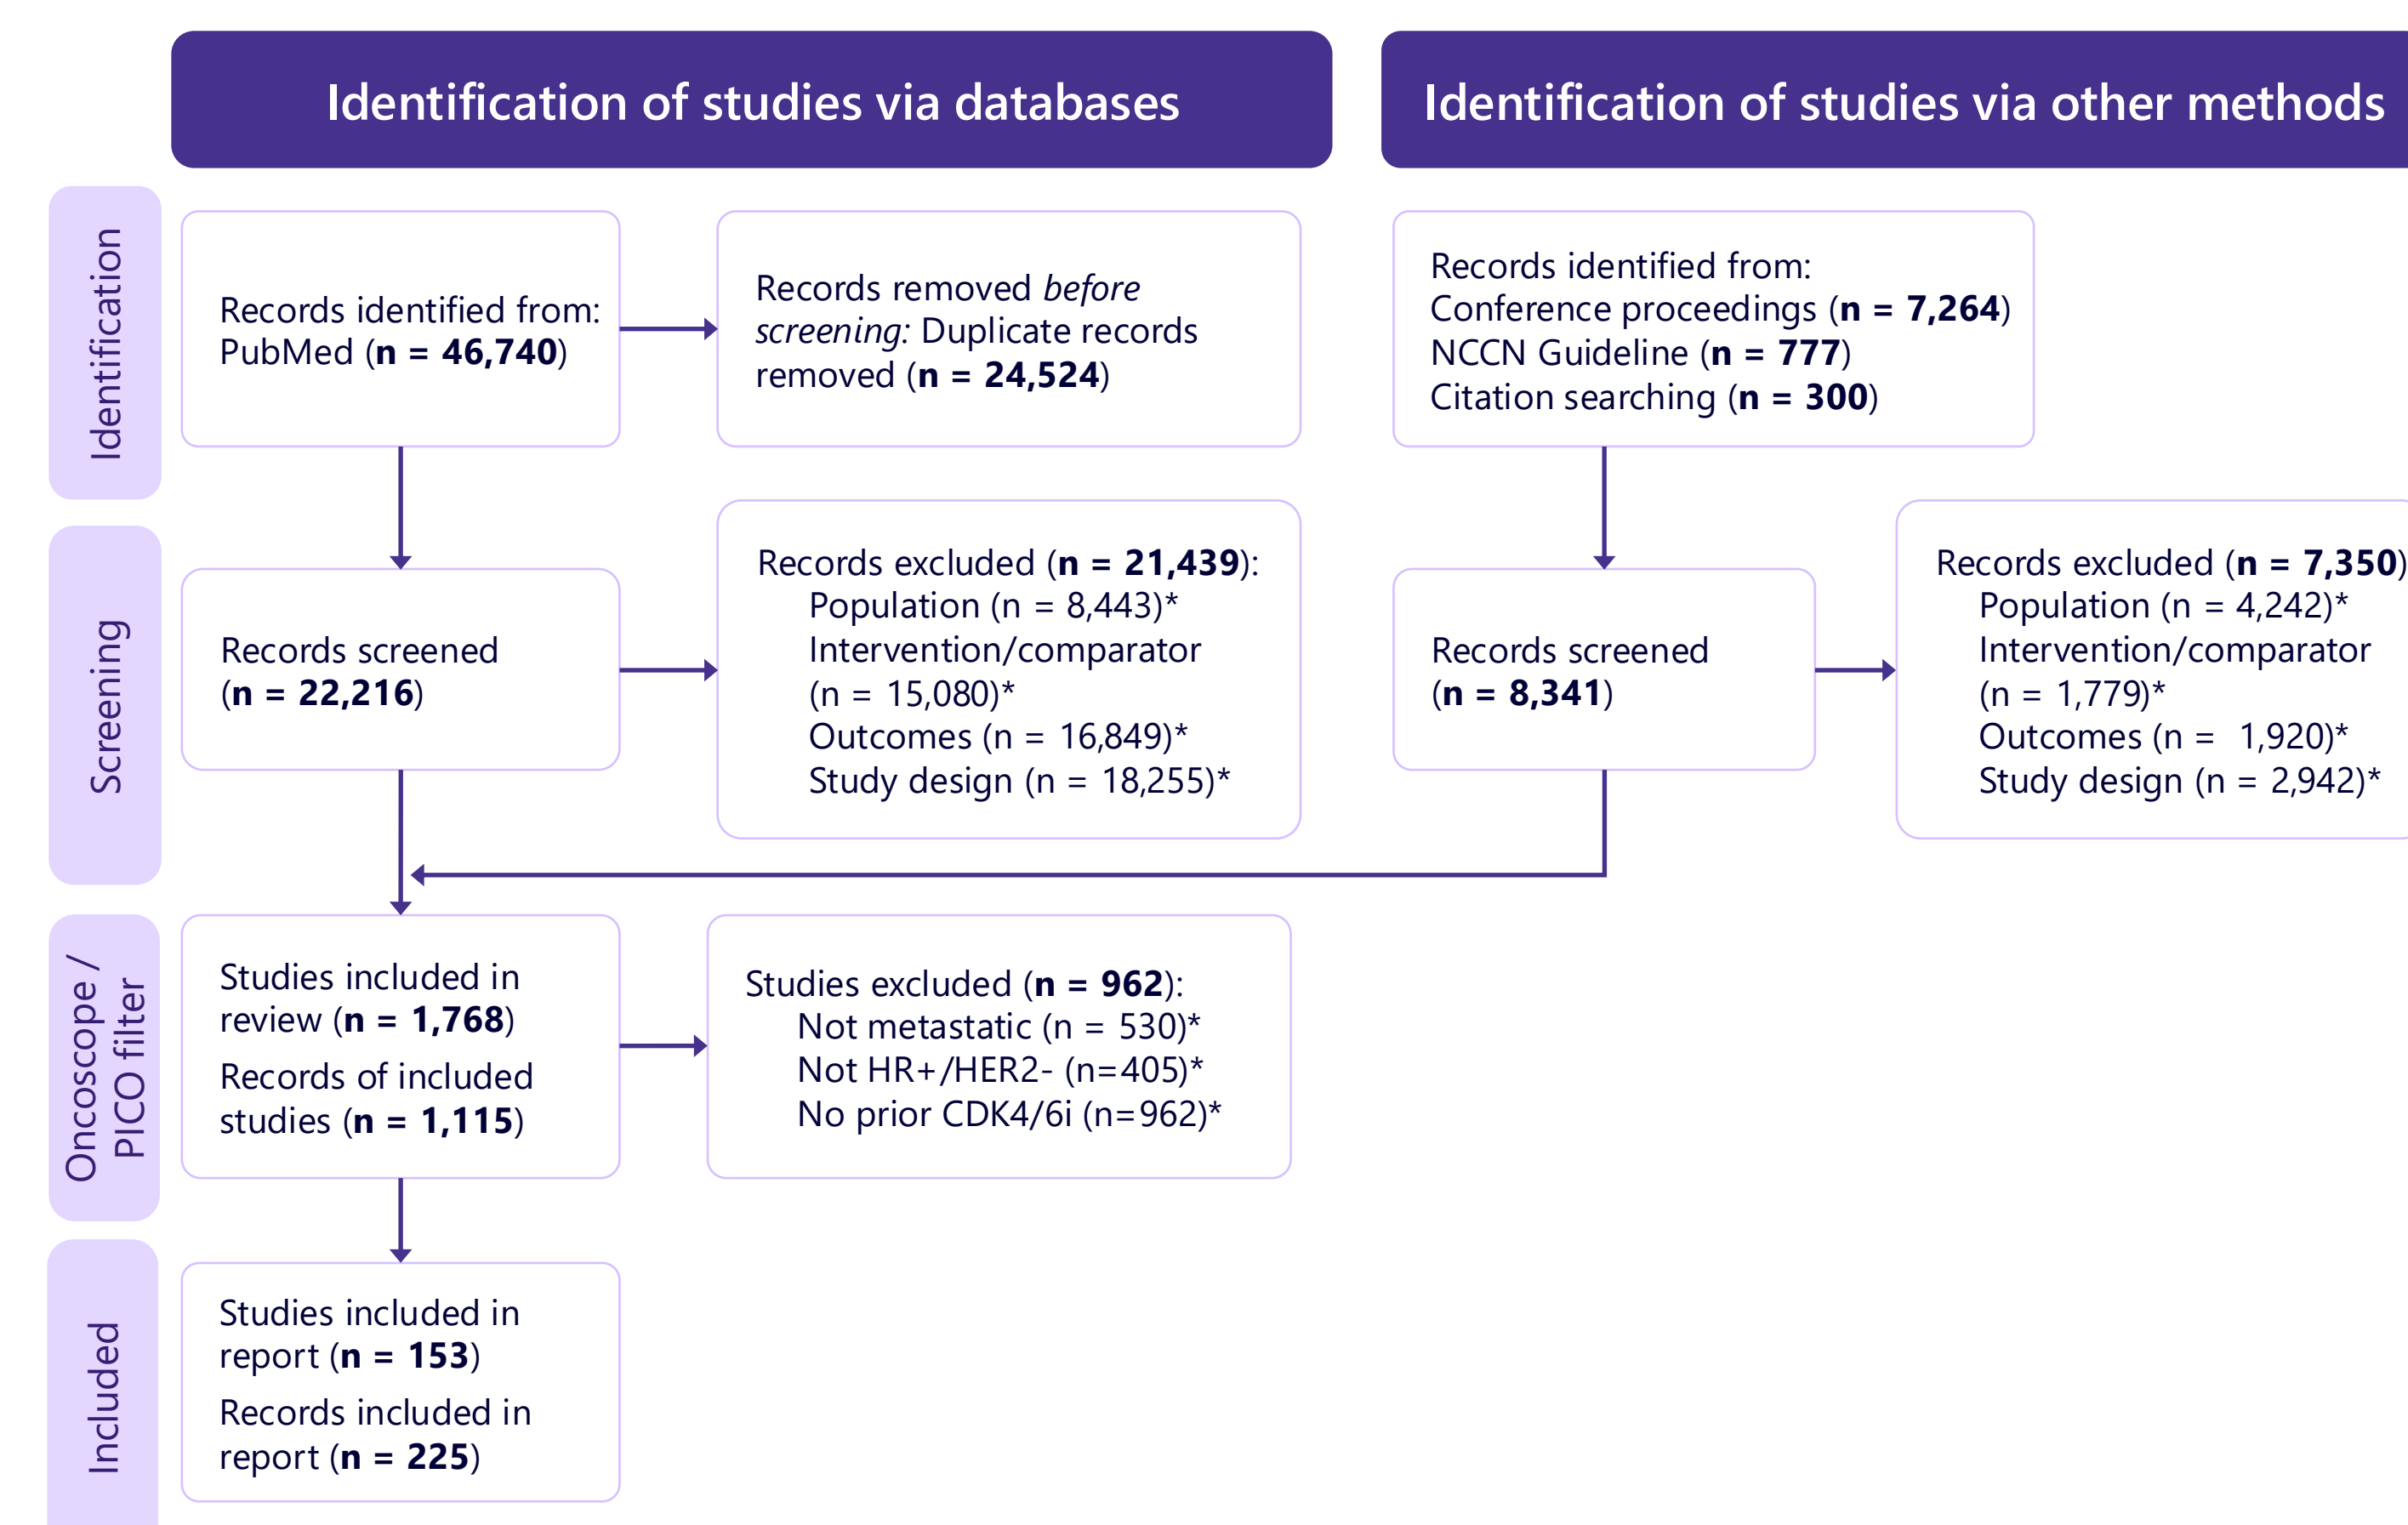 Identification of studies via databases
Identification of studies via other methods
Identification
Records identified from:
PubMed (n = 46,740)
Records removed before
screening: Duplicate records
removed (n = 24,524)
Records identified from:
Conference proceedings (n = 7,264)
NCCN Guideline (n = 777)
Citation searching (n = 300)
Screening
Records screened
(n = 22,216)
Records excluded (n = 21,439):
Population (n = 8,443)*
Intervention/comparator
(n = 15,080)*
Outcomes (n = 16,849)*
Study design (n = 18,255)*
Records screened
(n = 8,341)
Records excluded (n = 7,350)
Population (n = 4,242)*
Intervention/comparator
(n = 1,779)*
Outcomes (n = 1,920)*
Study design (n = 2,942)*
Oncoscope /
PICO filter
Studies included in
review (n = 1,768)
Records of included
studies (n = 1,115)
Studies excluded (n = 962):
Not metastatic (n = 530)*
Not HR+/HER2- (n=405)*
No prior CDK4/6i (n=962)*
Included
Studies included in
report (n = 153)
Records included in
report (n = 225)